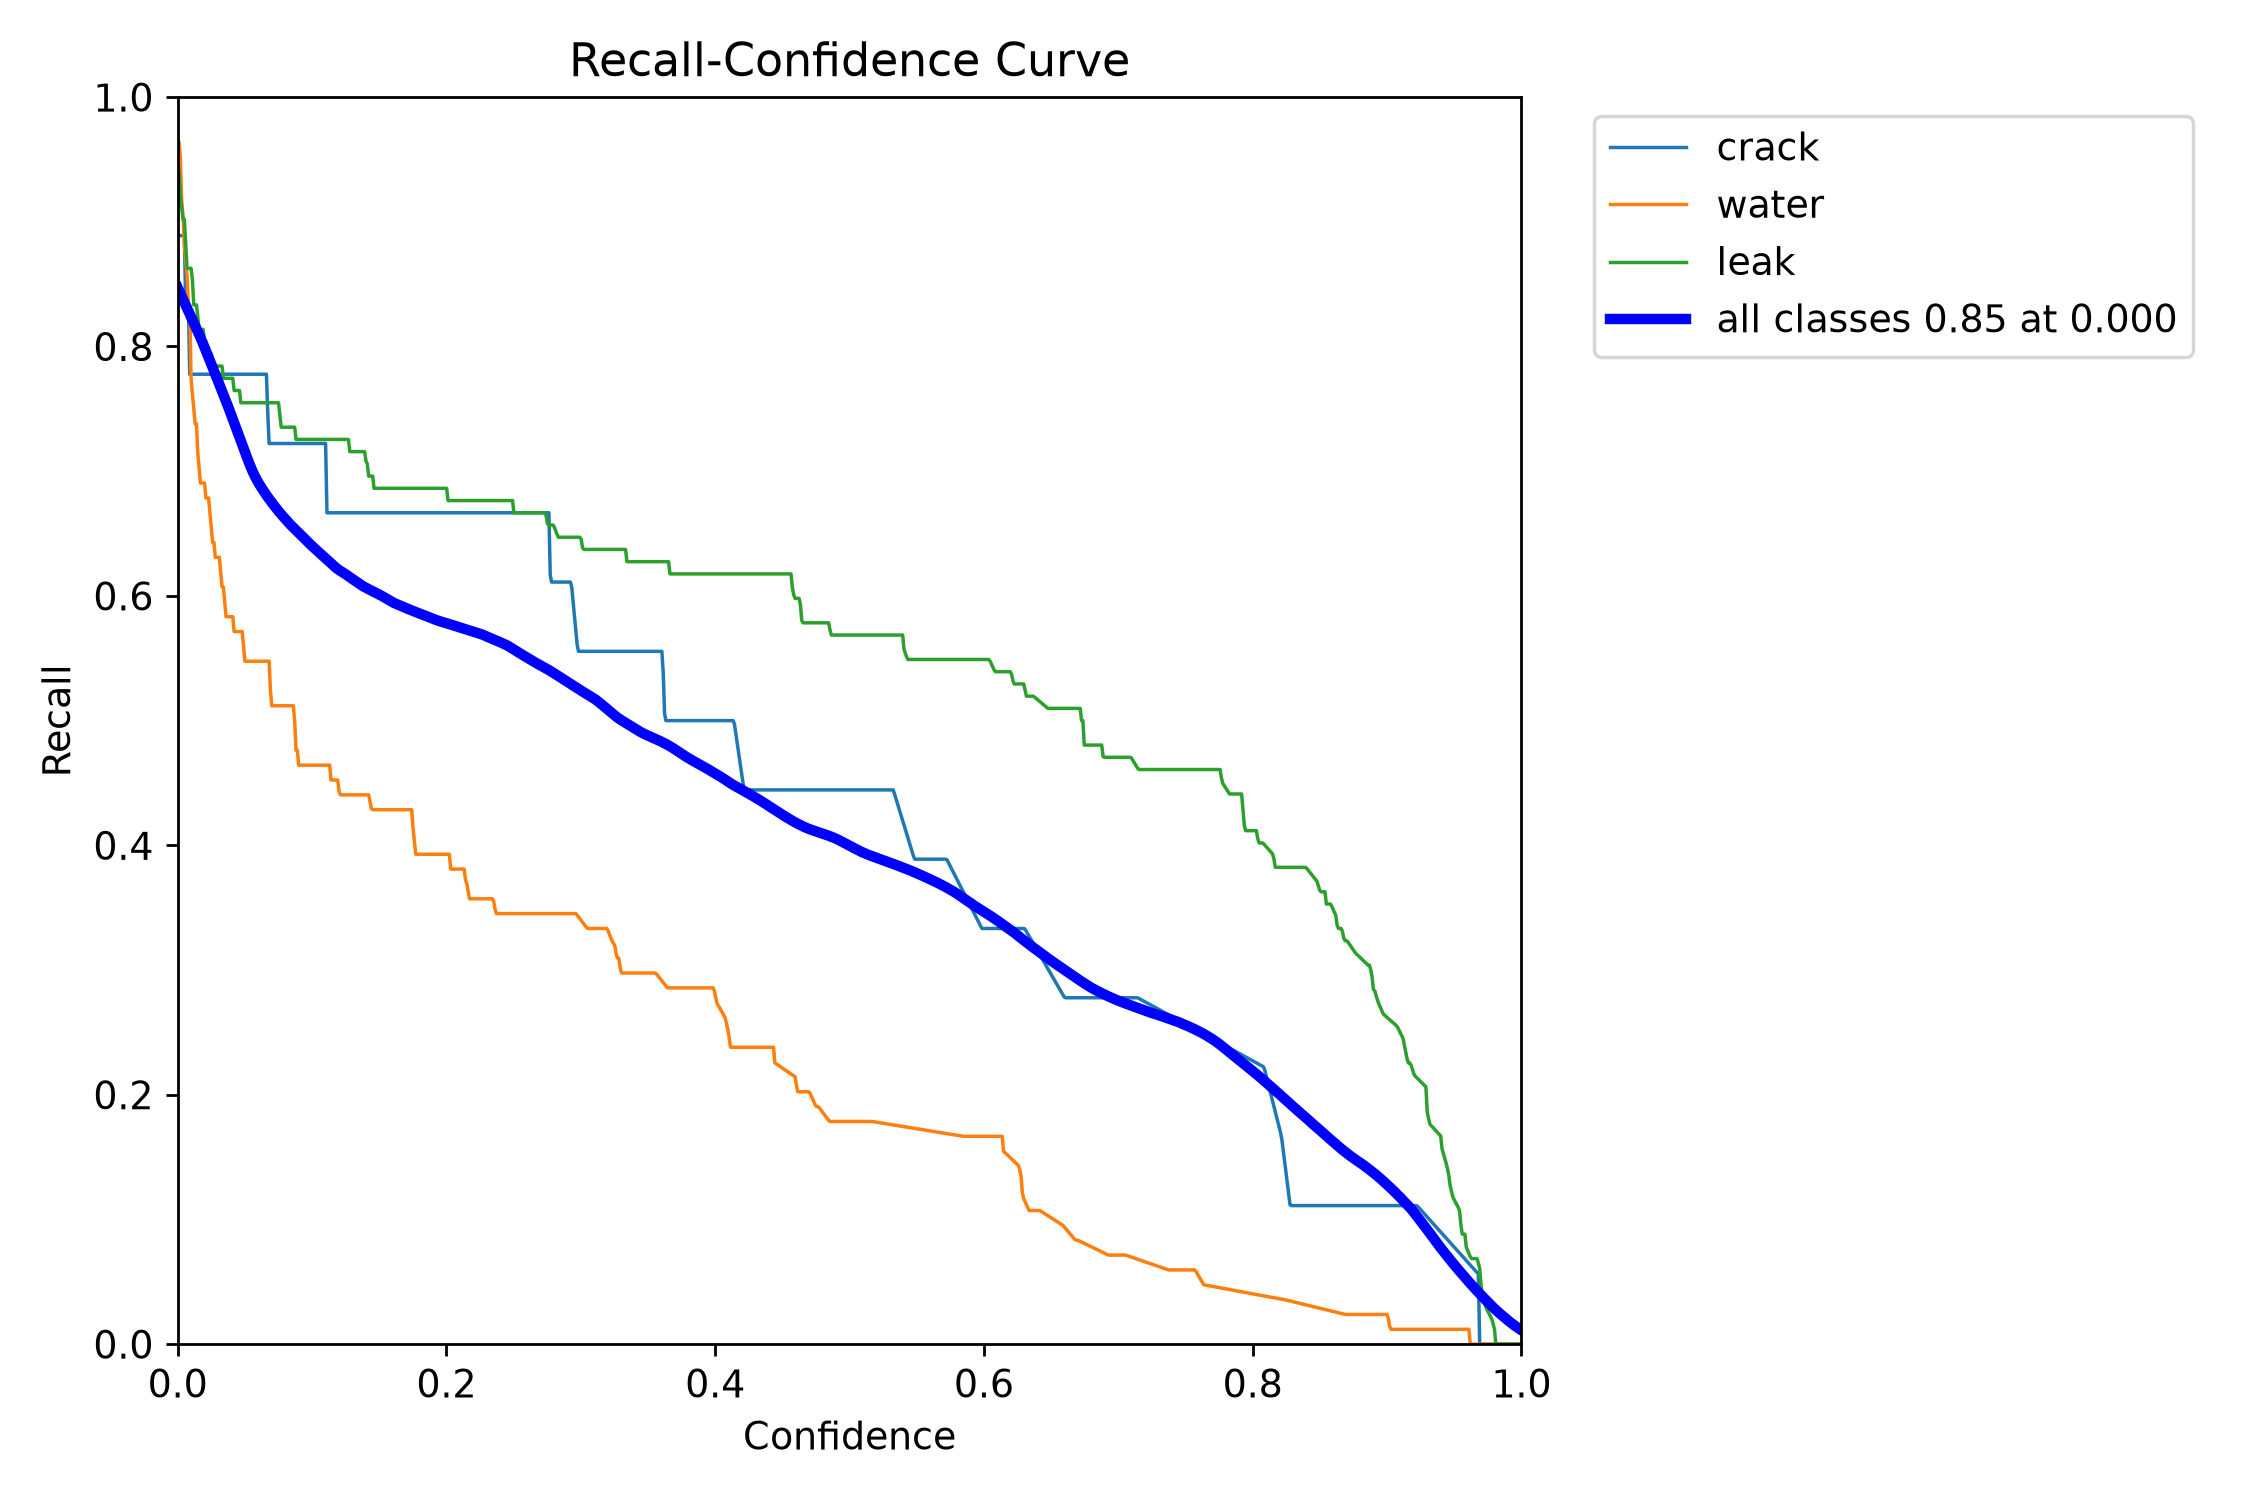 Recall-Confidence Curve
1.0
0.8
0.6
0.4
0.2
0.0
Recall
0.0 0.2 0.4 0.6 0.8 1.0
Confidence
crack
water
leak
all classes 0.85 at 0.000